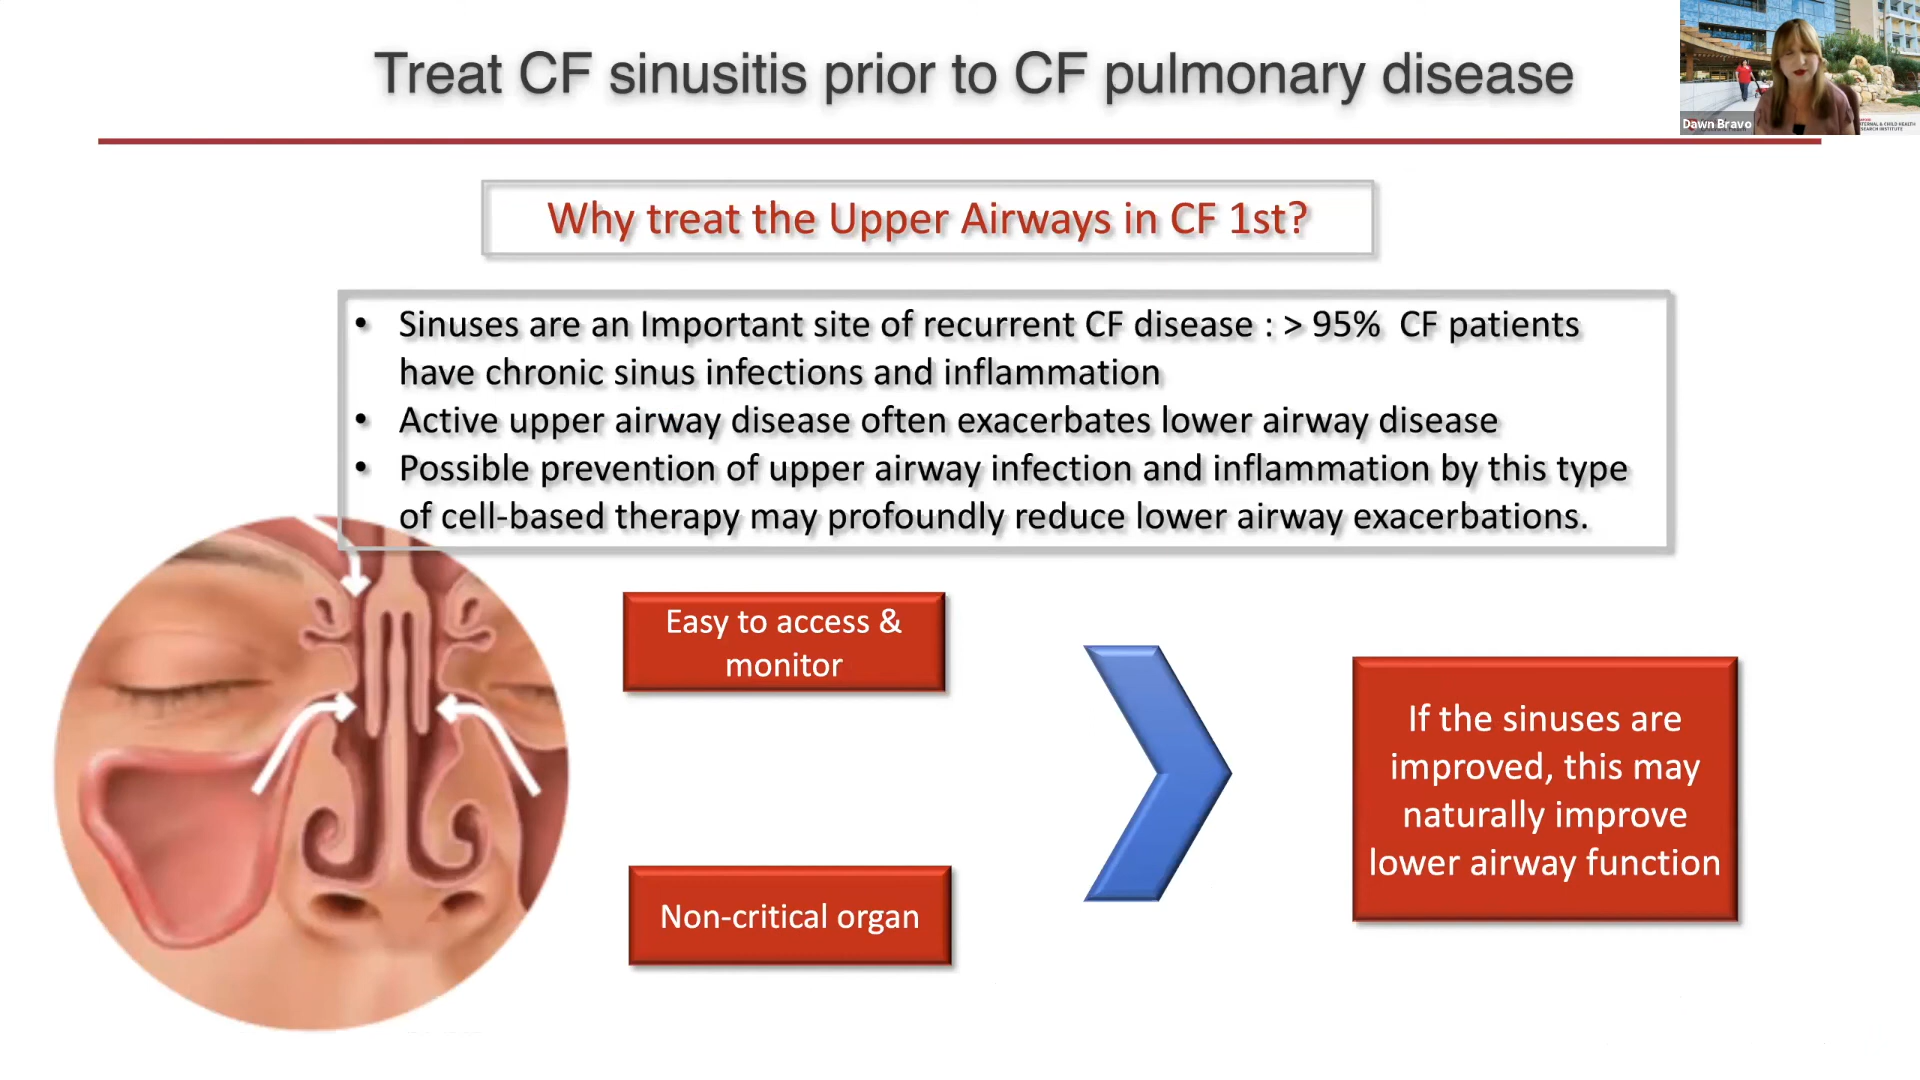 Treat CF sinusitis prior to CF pulmonary disease
Dawn Bravo
Why treat the Upper Airways in CF 1st?
• Sinuses are an Important site of recurrent CF disease : > 95% CF patients
have chronic sinus infections and inflammation
• Active upper airway disease often exacerbates lower airway disease
• Possible prevention of upper airway infection and inflammation by this type
of cell-based therapy may profoundly reduce lower airway exacerbations.
Easy to access &
monitor
Non-critical organ
If the sinuses are
improved, this may
naturally improve
lower airway function